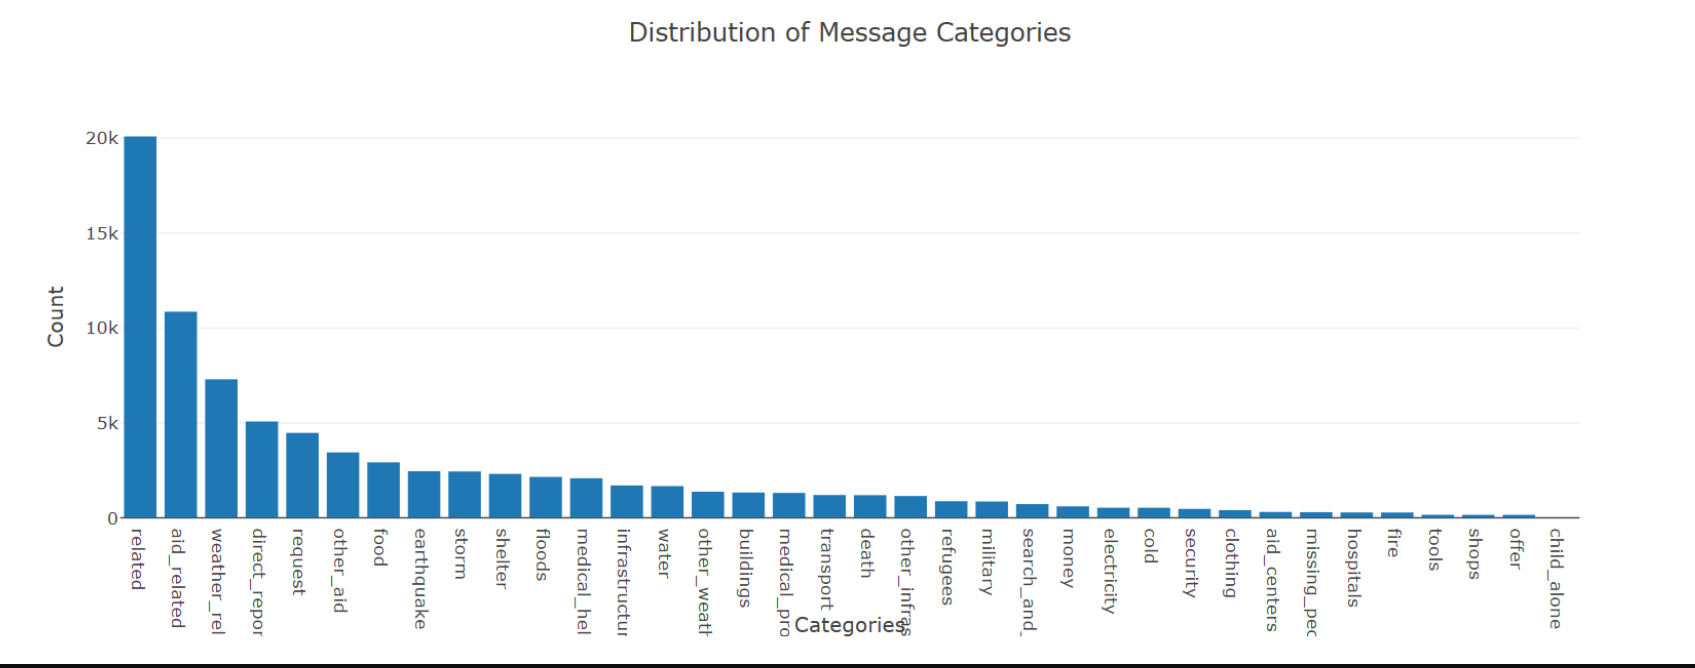 Distribution of Message Categories
Count
20k
15k
10k
5k
0
related
aid_related
weather_rel
direct_repor
request
other_aid
food
earthquake
storm
shelter
floods
medical_hel
infrastructur
water
other_weath
buildings
medical_pro
transport
death
other_infras
refugees
military
search_and_
money
electricity
cold
security
clothing
aid_centers
missing_peo
hospitals
fire
tools
shops
offer
child_alone
Categories